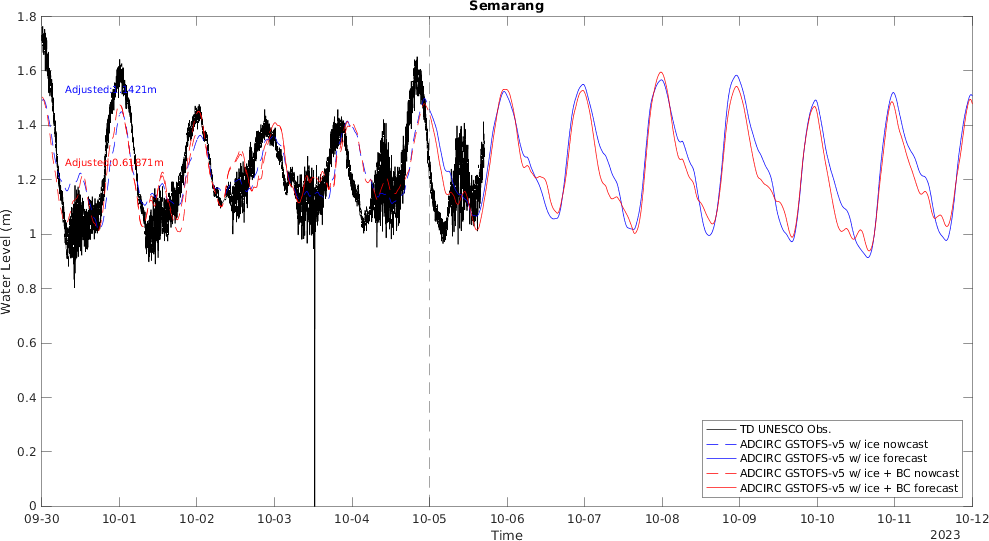 Semarang
1.8
1.6
1.4
1.2
1
0.8
0.6
0.4
0.2
0
Water Level (m)
Adjusted:
421m
Adjusted:0.61871m
TD UNESCO Obs.
ADCIRC GSTOFS-v5 w/ ice nowcast
ADCIRC GSTOFS-v5 w/ ice forecast
ADCIRC GSTOFS-v5 w/ ice + BC nowcast
ADCIRC GSTOFS-v5 w/ ice + BC forecast
09-30 10-01 10-02 10-03 10-04 10-05 10-06 10-07 10-08 10-09 10-10 10-11 10-12
Time
2023